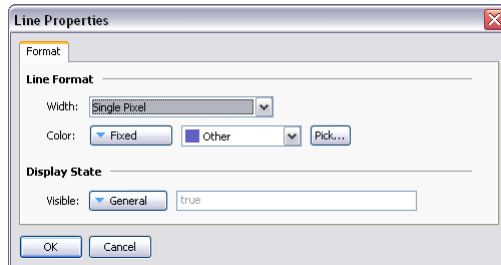 Line Properties
Format
Line Format
Width: Single Pixel
Color: Fixed Other Pick...
Display State
Visible: General true
OK Cancel